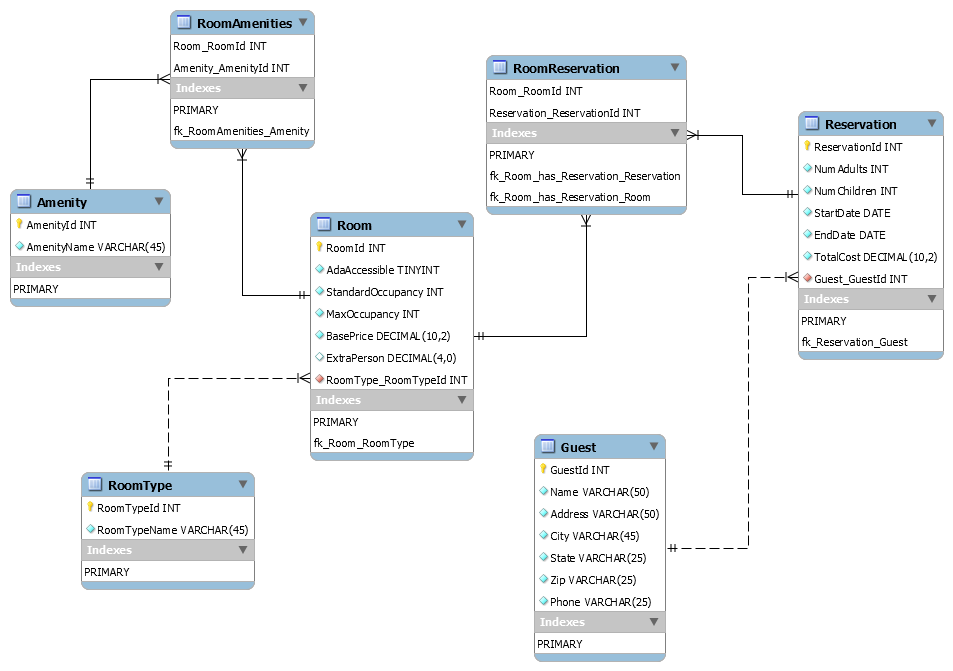 RoomAmenities
Room_RoomId INT
Amenity_AmenityId INT
Indexes
PRIMARY
fk_RoomAmenities_Amenity
RoomReservation
Room_RoomId INT
Reservation_ReservationId INT
Indexes
PRIMARY
fk_Room_has_Reservation_Reservation
fk_Room_has_Reservation_Room
Reservation
ReservationId INT
NumAdults INT
NumChildren INT
StartDate DATE
EndDate DATE
TotalCost DECIMAL(10,2)
Guest_GuestId INT
Indexes
PRIMARY
fk_Reservation_Guest
Amenity
AmenityId INT
AmenityName VARCHAR(45)
Indexes
PRIMARY
Room
RoomId INT
AdaAccessible TINYINT
StandardOccupancy INT
MaxOccupancy INT
BasePrice DECIMAL(10,2)
ExtraPerson DECIMAL(4,0)
RoomType_RoomTypeId INT
Indexes
PRIMARY
fk_Room_RoomType
RoomType
RoomTypeId INT
RoomTypeName VARCHAR(45)
Indexes
PRIMARY
Guest
GuestId INT
Name VARCHAR(50)
Address VARCHAR(50)
City VARCHAR(45)
State VARCHAR(25)
Zip VARCHAR(25)
Phone VARCHAR(25)
Indexes
PRIMARY